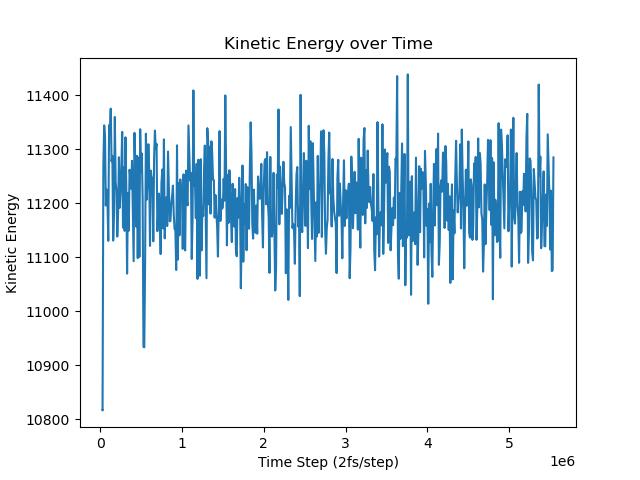 Kinetic Energy over Time
Kinetic Energy
11400
11300
11200
11100
11000
10900
10800
0 1 2 3 4 5
1e6
Time Step (2fs/step)